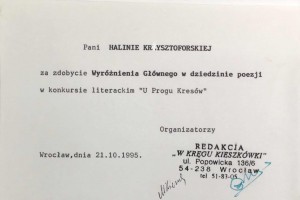 Pani HALINIE KR.YSZTOFORSKIEJ
za zdobycie Wyróżnienia Głównego w dziedzinie poezji
w konkursie literackim "U Progu Kresów"
Organizatorzy
Wrocław,dnia 21.10.1995.
REDAKCJA
„W KRĘGU KIESZKÓWKI"
ul. Popowicka 136/6
54-238 Wrocław
tel 51-83-05